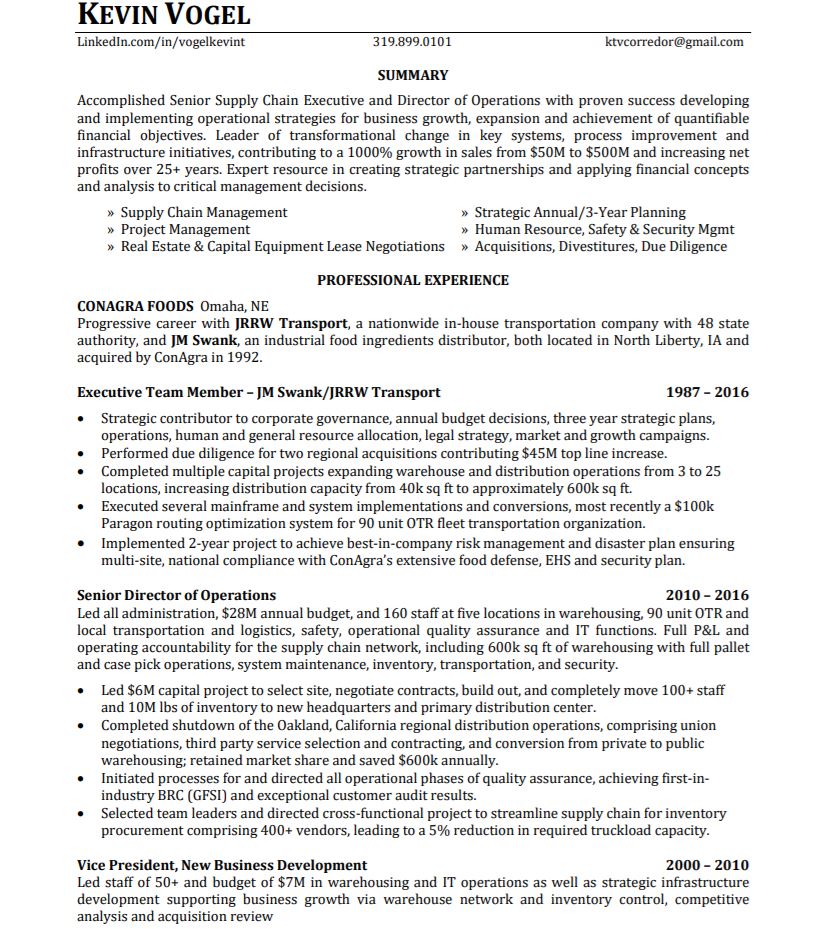 KEVIN VOGEL
LinkedIn.com/in/vogelkevint 319.899.0101 ktvcorredor@gmail.com
SUMMARY
Accomplished Senior Supply Chain Executive and Director of Operations with proven success developing
and implementing operational strategies for business growth, expansion and achievement of quantifiable
financial objectives. Leader of transformational change in key systems, process improvement and
infrastructure initiatives, contributing to a 1000% growth in sales from $50M to $500M and increasing net
profits over 25+ years. Expert resource in creating strategic partnerships and applying financial concepts
and analysis to critical management decisions.
» Supply Chain Management » Strategic Annual/3-Year Planning
» Project Management » Human Resource, Safety & Security Mgmt
» Real Estate & Capital Equipment Lease Negotiations » Acquisitions, Divestitures, Due Diligence
PROFESSIONAL EXPERIENCE
CONAGRA FOODS Omaha, NE
Progressive career with JRRW Transport, a nationwide in-house transportation company with 48 state
authority, and JM Swank, an industrial food ingredients distributor, both located in North Liberty, IA and
acquired by ConAgra in 1992.
Executive Team Member – JM Swank/JRRW Transport 1987 – 2016
• Strategic contributor to corporate governance, annual budget decisions, three year strategic plans,
operations, human and general resource allocation, legal strategy, market and growth campaigns.
• Performed due diligence for two regional acquisitions contributing $45M top line increase.
• Completed multiple capital projects expanding warehouse and distribution operations from 3 to 25
locations, increasing distribution capacity from 40k sq ft to approximately 600k sq ft.
• Executed several mainframe and system implementations and conversions, most recently a $100k
Paragon routing optimization system for 90 unit OTR fleet transportation organization.
• Implemented 2-year project to achieve best-in-company risk management and disaster plan ensuring
multi-site, national compliance with ConAgra's extensive food defense, EHS and security plan.
Senior Director of Operations 2010 – 2016
Led all administration, $28M annual budget, and 160 staff at five locations in warehousing, 90 unit OTR and
local transportation and logistics, safety, operational quality assurance and IT functions. Full P&L and
operating accountability for the supply chain network, including 600k sq ft of warehousing with full pallet
and case pick operations, system maintenance, inventory, transportation, and security.
• Led $6M capital project to select site, negotiate contracts, build out, and completely move 100+ staff
and 10M lbs of inventory to new headquarters and primary distribution center.
• Completed shutdown of the Oakland, California regional distribution operations, comprising union
negotiations, third party service selection and contracting, and conversion from private to public
warehousing; retained market share and saved $600k annually.
• Initiated processes for and directed all operational phases of quality assurance, achieving first-in-
industry BRC (GFSI) and exceptional customer audit results.
• Selected team leaders and directed cross-functional project to streamline supply chain for inventory
procurement comprising 400+ vendors, leading to a 5% reduction in required truckload capacity.
Vice President, New Business Development 2000 – 2010
Led staff of 50+ and budget of $7M in warehousing and IT operations as well as strategic infrastructure
development supporting business growth via warehouse network and inventory control, competitive
analysis and acquisition review